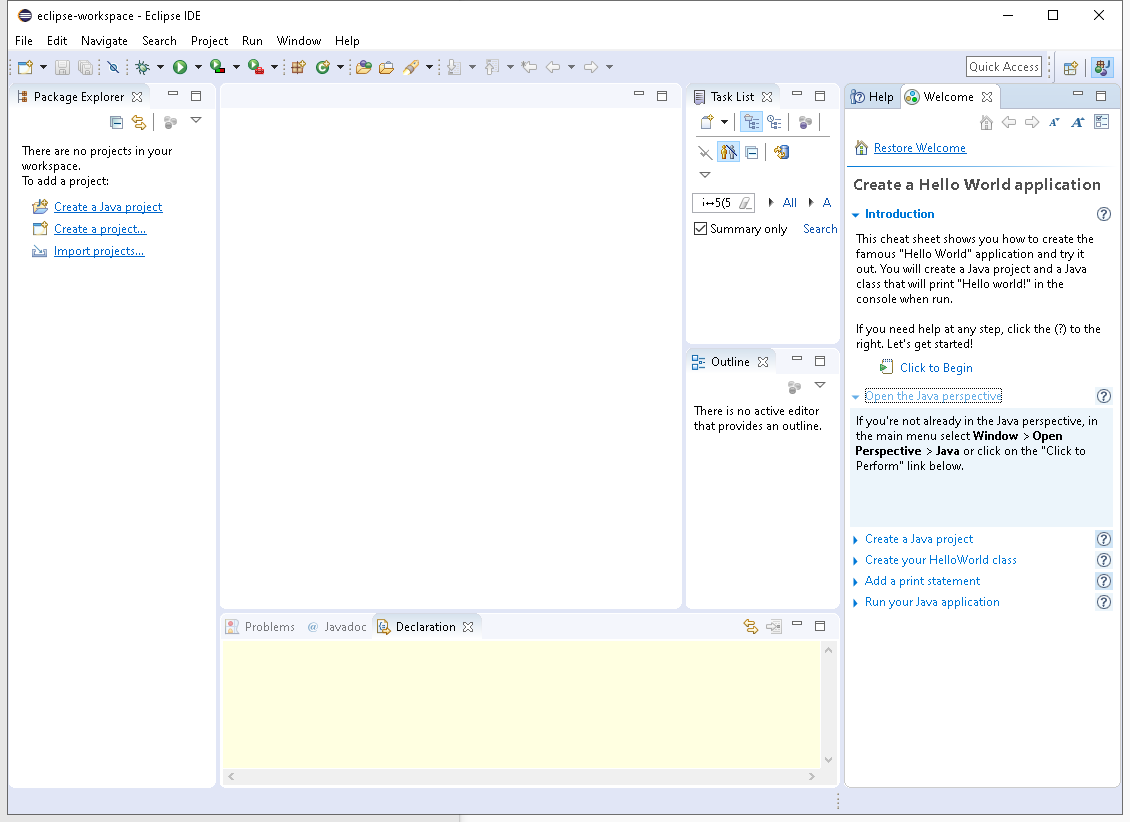 eclipse-workspace - Eclipse IDE
File Edit Navigate Search Project Run Window Help
Quick Access
Package Explorer
There are no projects in your
workspace.
To add a project:
Create a Java project
Create a project...
Import projects...
Task List
All A
Summary only Search
Outline
There is no active editor
that provides an outline.
Problems @ Javadoc Declaration
Help Welcome
Restore Welcome
Create a Hello World application
Introduction
This cheat sheet shows you how to create the
famous "Hello World" application and try it
out. You will create a Java project and a Java
class that will print "Hello world!" in the
console when run.
If you need help at any step, click the (?) to the
right. Let's get started!
Click to Begin
Open the Java perspective
If you're not already in the Java perspective, in
the main menu select Window > Open
Perspective > Java or click on the "Click to
Perform" link below.
Create a Java project
Create your HelloWorld class
Add a print statement
Run your Java application